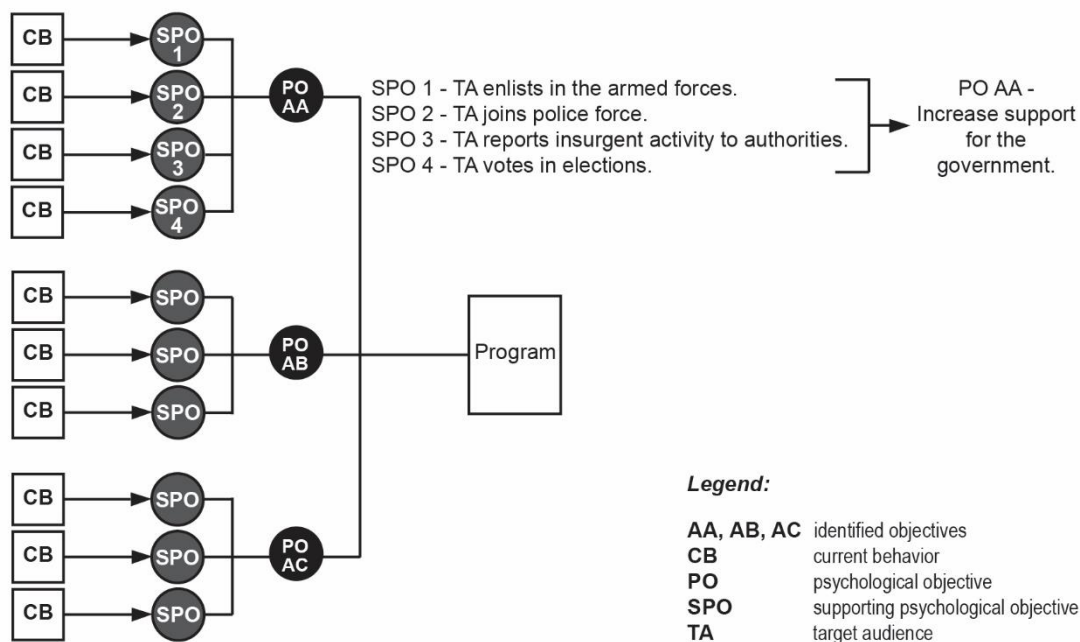 CB
SPO
1
CB
SPO
2
CB
SPO
3
CB
SPO
4
PO
AA
SPO 1 - TA enlists in the armed forces.
SPO 2 - TA joins police force.
SPO 3 - TA reports insurgent activity to authorities.
SPO 4 - TA votes in elections.
PO AA -
Increase support
for the
government.
CB
SPO
CB
SPO
CB
SPO
PO
AB
Program
CB
SPO
CB
SPO
CB
SPO
PO
AC
Legend:
AA, AB, AC identified objectives
CB current behavior
PO psychological objective
SPO supporting psychological objective
TA target audience